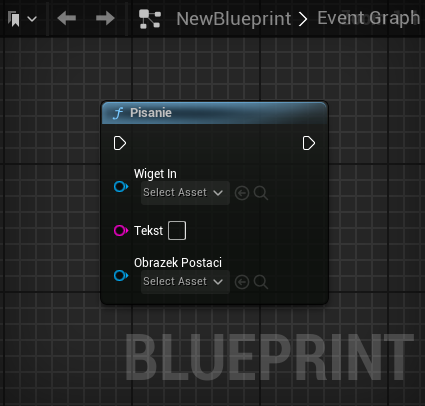 NewBlueprint > Event Graph
Pisanie
Wiget In
Select Asset
Tekst
Obrazek Postaci
Select Asset
BLUEPRINT